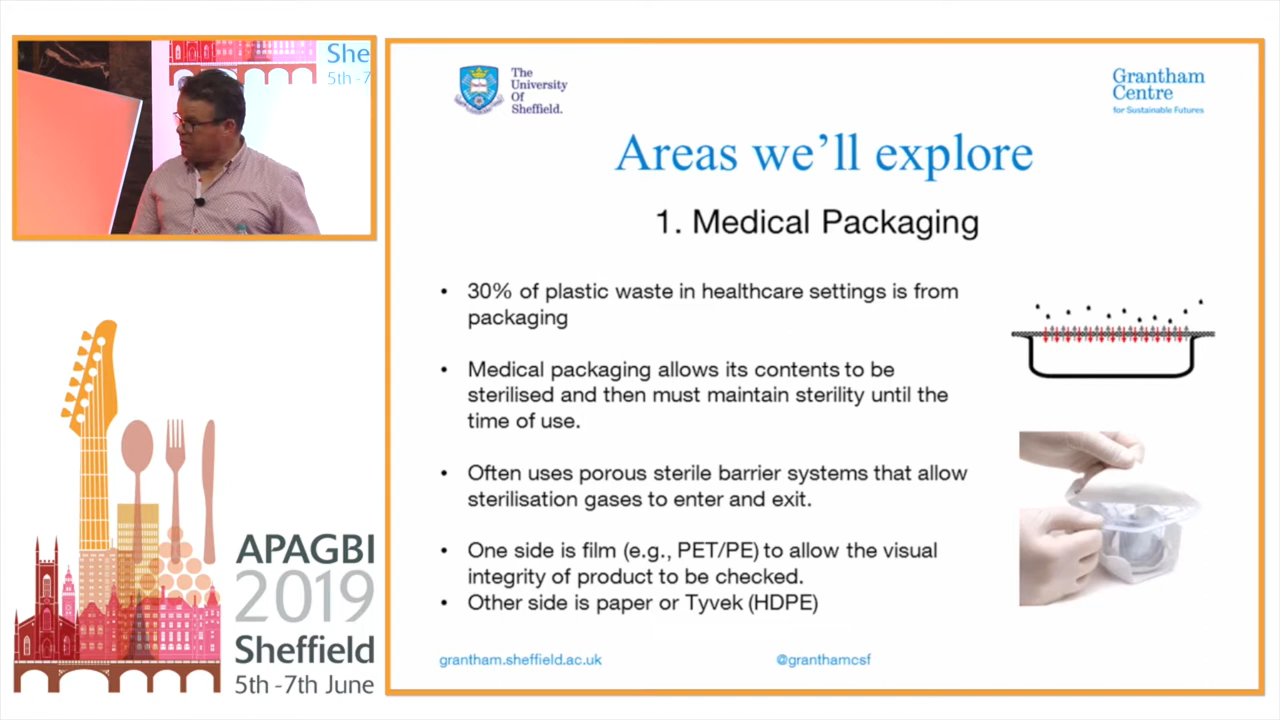 She
5th -7
The
University
Of
Sheffield.
Grantham
Centre
for Sustainable Futures
Areas we'll explore
1. Medical Packaging
• 30% of plastic waste in healthcare settings is from
packaging
• Medical packaging allows its contents to be
sterilised and then must maintain sterility until the
time of use.
• Often uses porous sterile barrier systems that allow
sterilisation gases to enter and exit.
• One side is film (e.g., PET/PE) to allow the visual
integrity of product to be checked.
• Other side is paper or Tyvek (HDPE)
grantham.sheffield.ac.uk
@granthamcsf
APAGBI
2019
Sheffield
5th -7th June